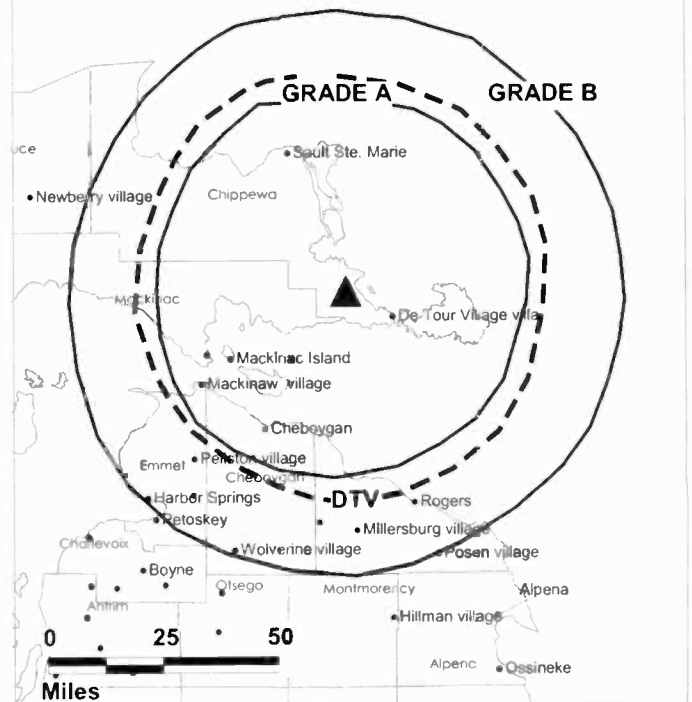 GRADE A
GRADE B
Sault Ste. Marie
uce
Newberry village
Chippewa
Mackinac
De Tour Village villa
Mackinac Island
Mackinaw village
Cheboygan
Pellston village
Emmet
Cheboygan
Harbor Springs
DTV
Rogers
Petoskey
Millersburg village
Charlevoix
Wolverine village
Posen village
Boyne
Otsego
Montmorency
Alpena
Antrim
Hillman village
0 25 50
Miles
Alpena
Ossineke